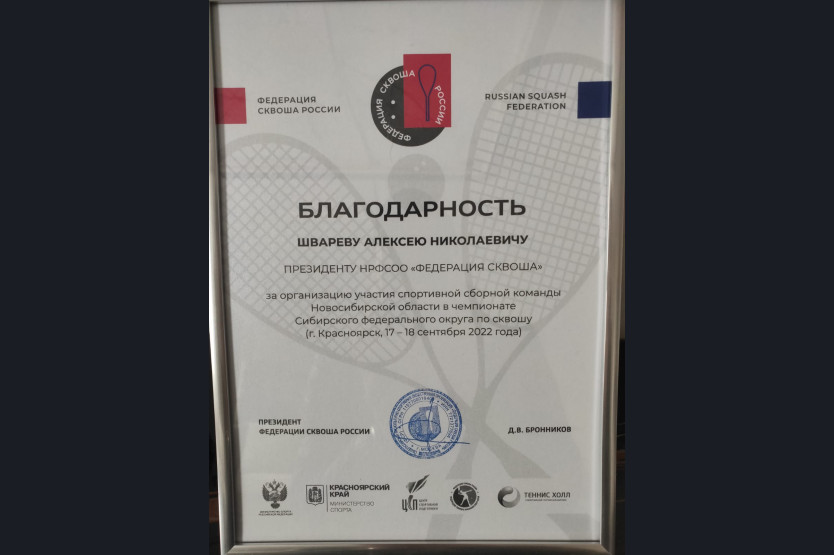 ФЕДЕРАЦИЯ
СКВОША РОССИИ
ФЕДЕРАЦИЯ СКВОША РОССИИ
RUSSIAN SQUASH
FEDERATION
БЛАГОДАРНОСТЬ
ШВАРЕВУ АЛЕКСЕЮ НИКОЛАЕВИЧУ
ПРЕЗИДЕНТУ НРФСОО «ФЕДЕРАЦИЯ СКВОША»
за организацию участия спортивной сборной команды
Новосибирской области в чемпионате
Сибирского федерального округа по сквошу
(г. Красноярск, 17 – 18 сентября 2022 года)
ПРЕЗИДЕНТ
ФЕДЕРАЦИИ СКВОША РОССИИ
Д.В. БРОННИКОВ
КРАСНОЯРСКИЙ
КРАЙ
МИНИСТЕРСТВО
СПОРТА
ЦСП
ТЕННИС ХОЛЛ